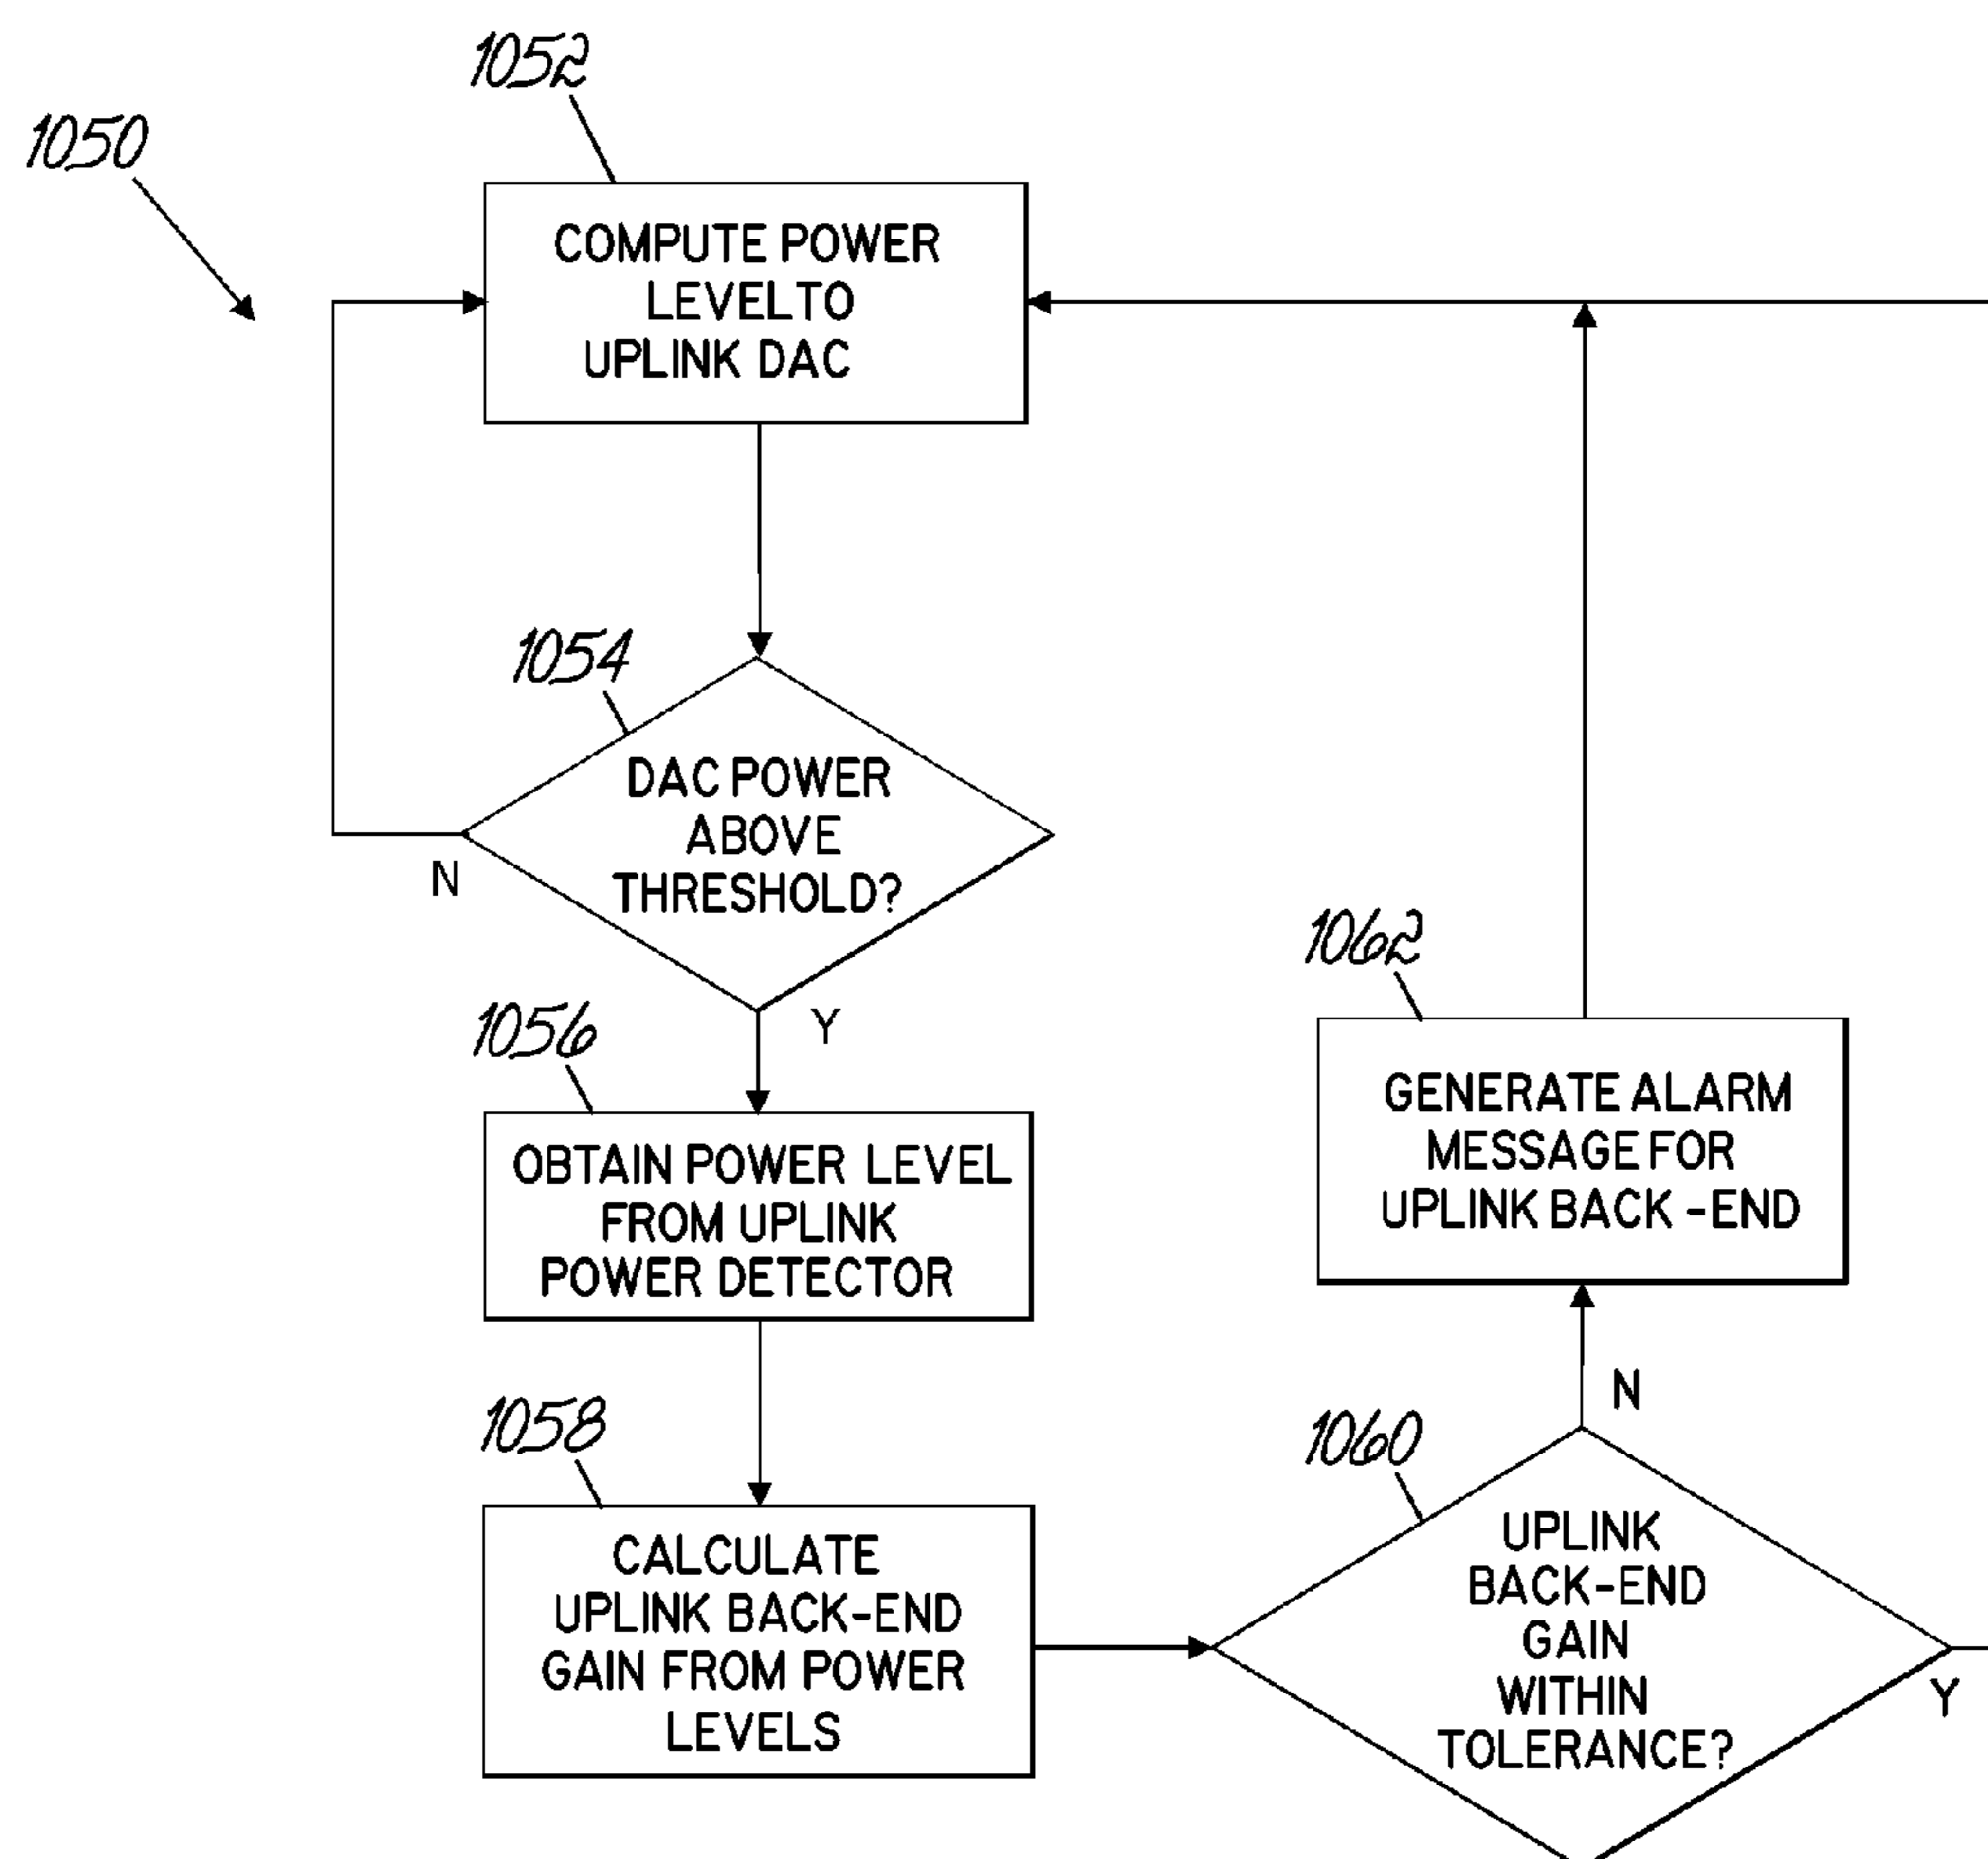 1052
1050
COMPUTE POWER
LEVEL TO
UPLINK DAC
1054
DAC POWER
ABOVE
THRESHOLD?
N
Y
1056
OBTAIN POWER LEVEL
FROM UPLINK
POWER DETECTOR
1058
CALCULATE
UPLINK BACK-END
GAIN FROM POWER
LEVELS
1062
GENERATE ALARM
MESSAGE FOR
UPLINK BACK-END
N
1060
UPLINK
BACK-END
GAIN
WITHIN
TOLERANCE?
Y